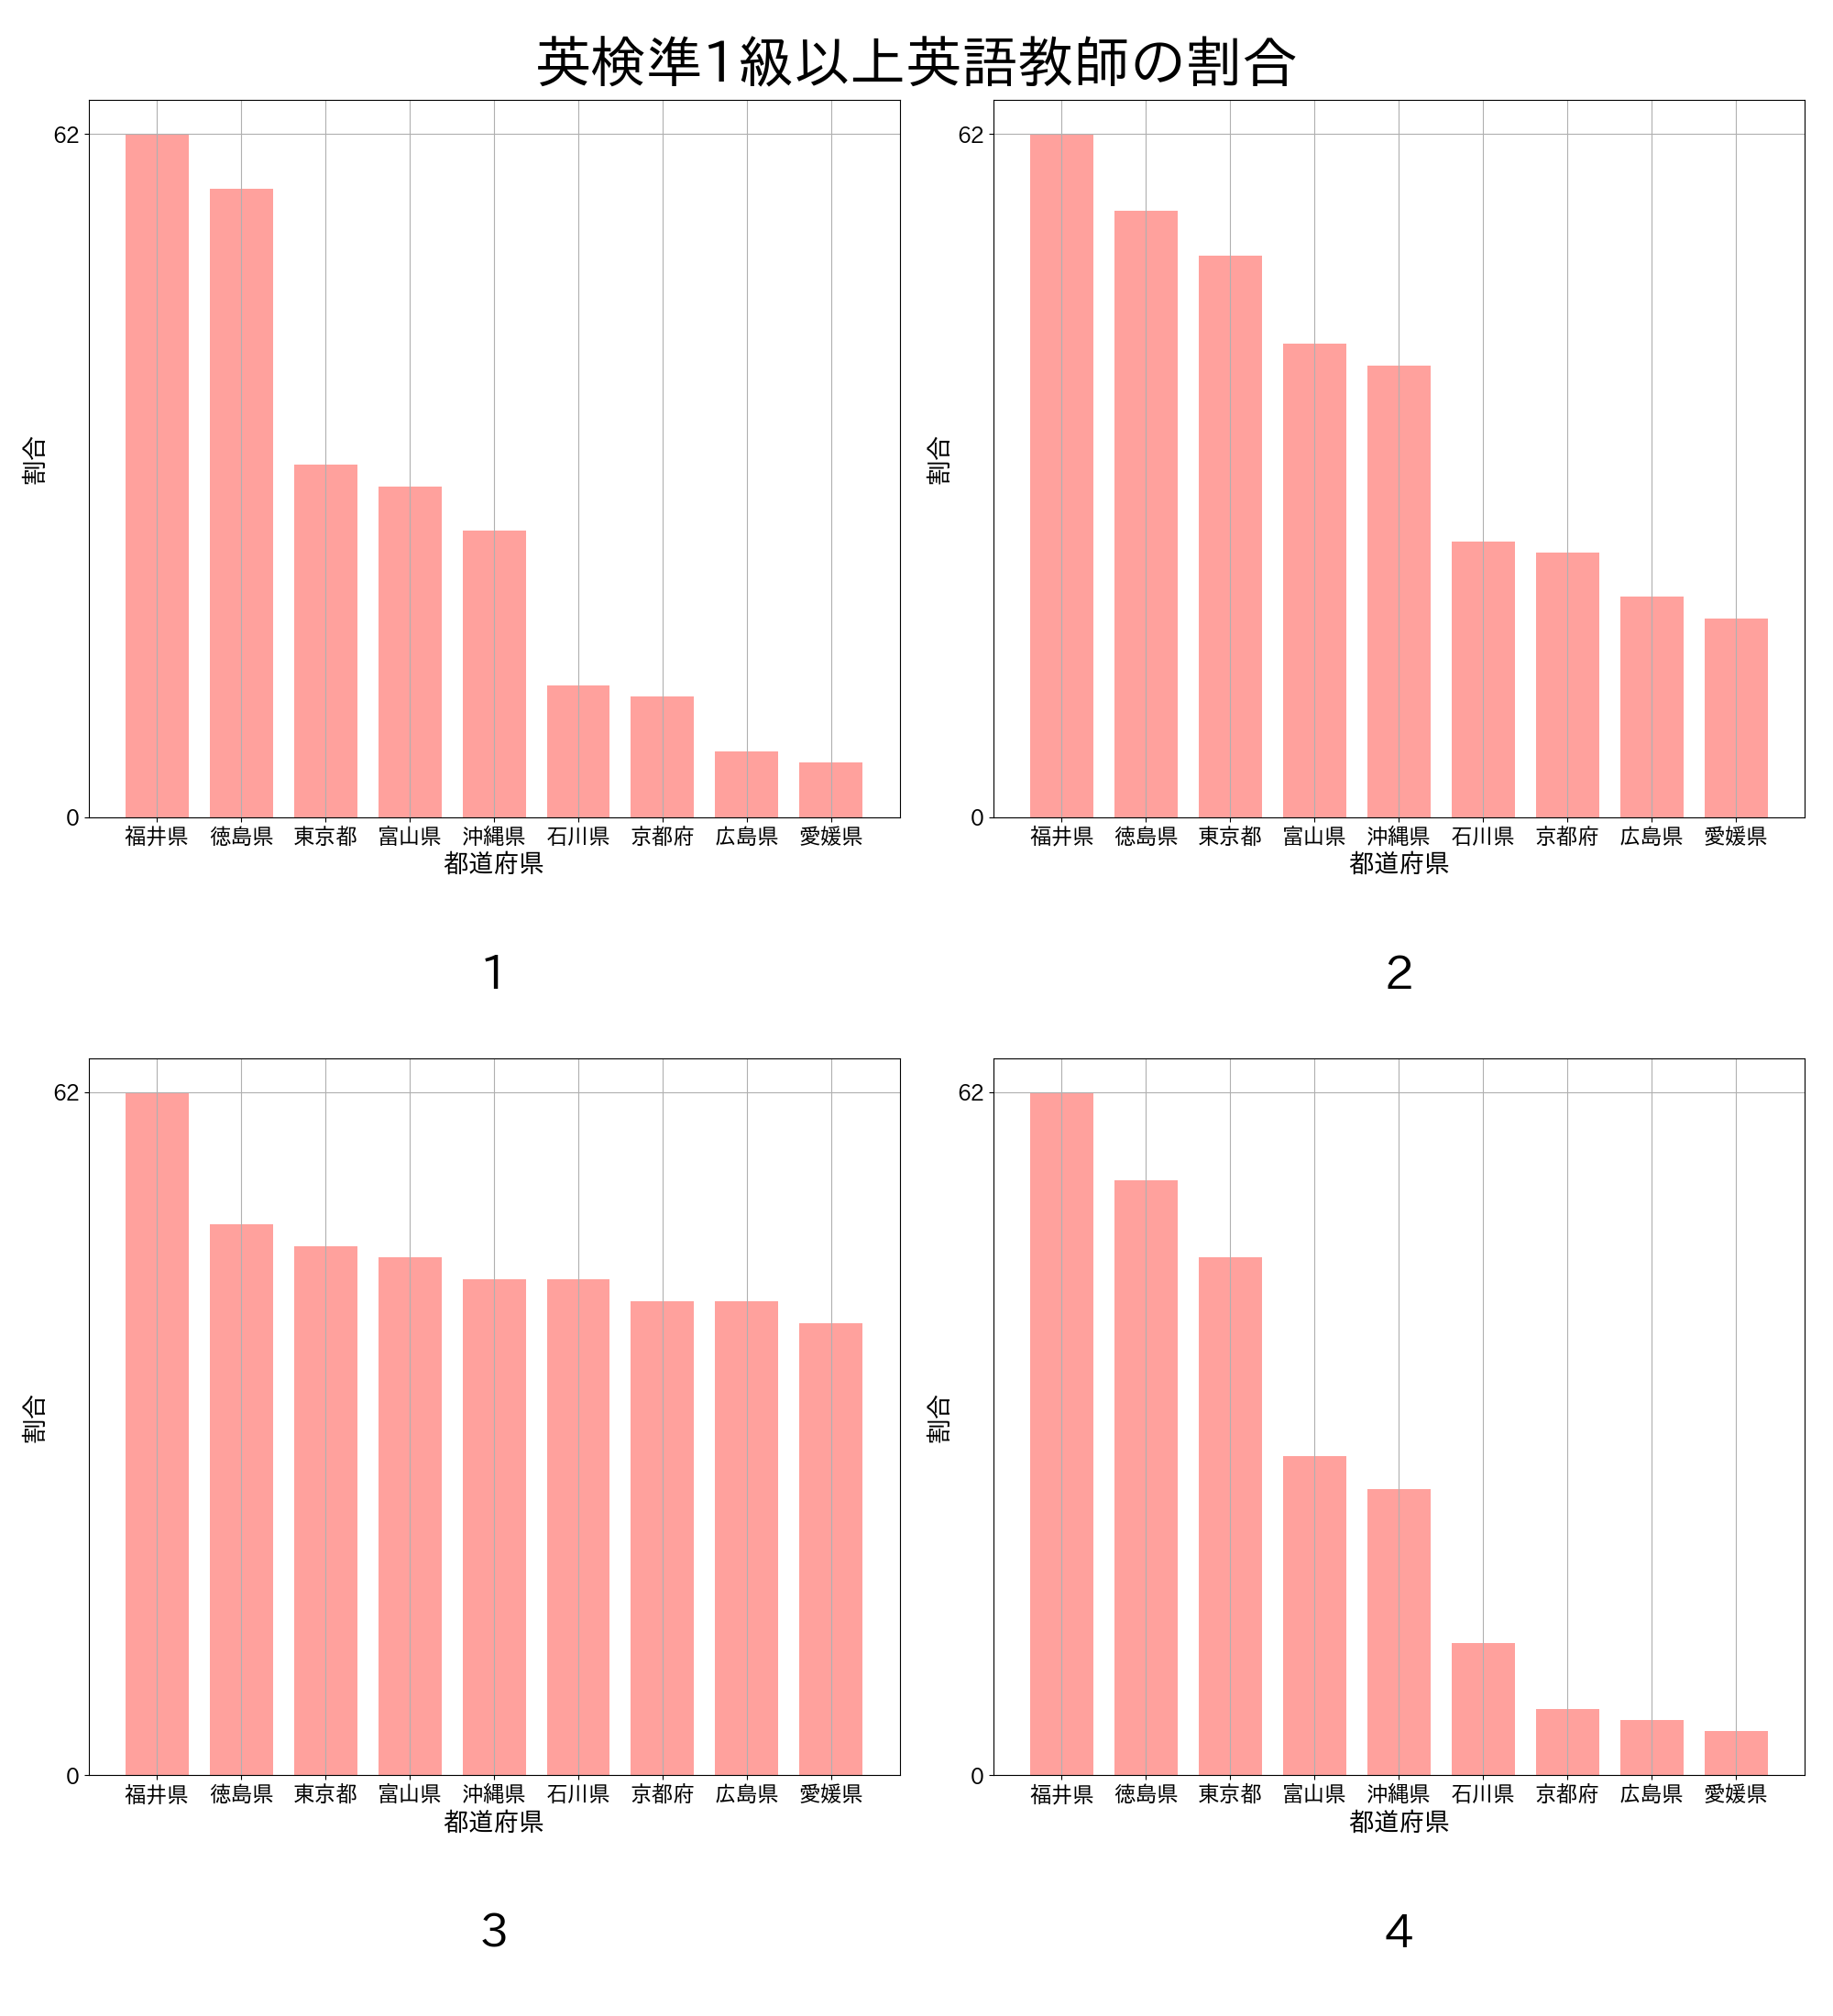 英検準1級以上英語教師の割合
62
0
割合
福井県 徳島県 東京都 富山県 沖縄県 石川県 京都府 広島県 愛媛県
都道府県
1
62
0
割合
福井県 徳島県 東京都 富山県 沖縄県 石川県 京都府 広島県 愛媛県
都道府県
2
62
0
割合
福井県 徳島県 東京都 富山県 沖縄県 石川県 京都府 広島県 愛媛県
都道府県
3
62
0
割合
福井県 徳島県 東京都 富山県 沖縄県 石川県 京都府 広島県 愛媛県
都道府県
4